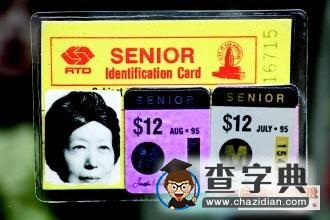 SENIOR
RTD
Identification Card
16715
SENIOR
$12 AUG • 95
SENIOR
$12 JULY • 95
M
15
查字典
www.chazidian.com